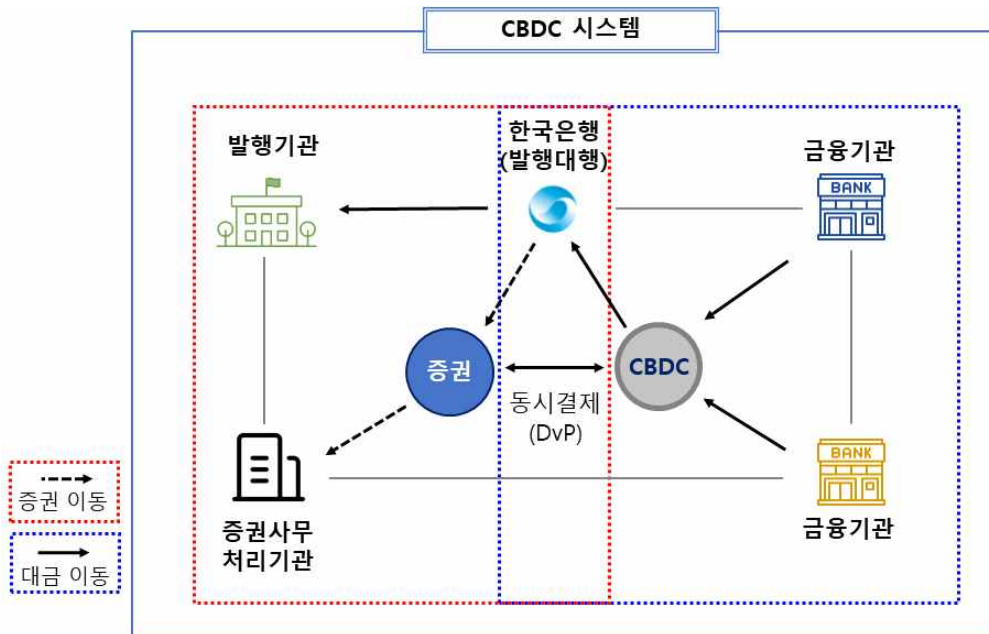 CBDC 시스템
발행기관
한국은행
(발행대행)
금융기관
BANK
증권
CBDC
동시결제
(DvP)
BANK
금융기관
증권사무
처리기관
증권 이동
대금 이동